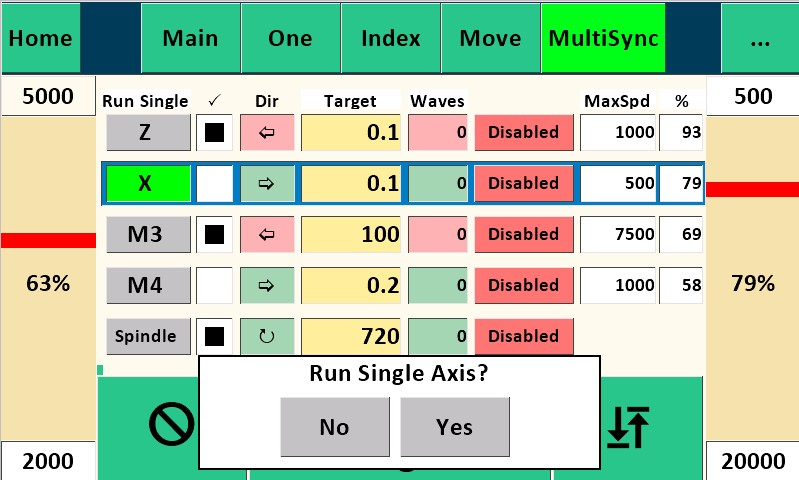 Home Main One Index Move MultiSync ...
5000 Run Single ✓ Dir Target Waves MaxSpd % 500
Z ⇦ 0.1 0 Disabled 1000 93
X ⇨ 0.1 0 Disabled 500 79
M3 ⇦ 100 0 Disabled 7500 69
63% M4 ⇨ 0.2 0 Disabled 1000 58 79%
Spindle ↻ 720 0 Disabled
Run Single Axis?
No Yes
2000 20000